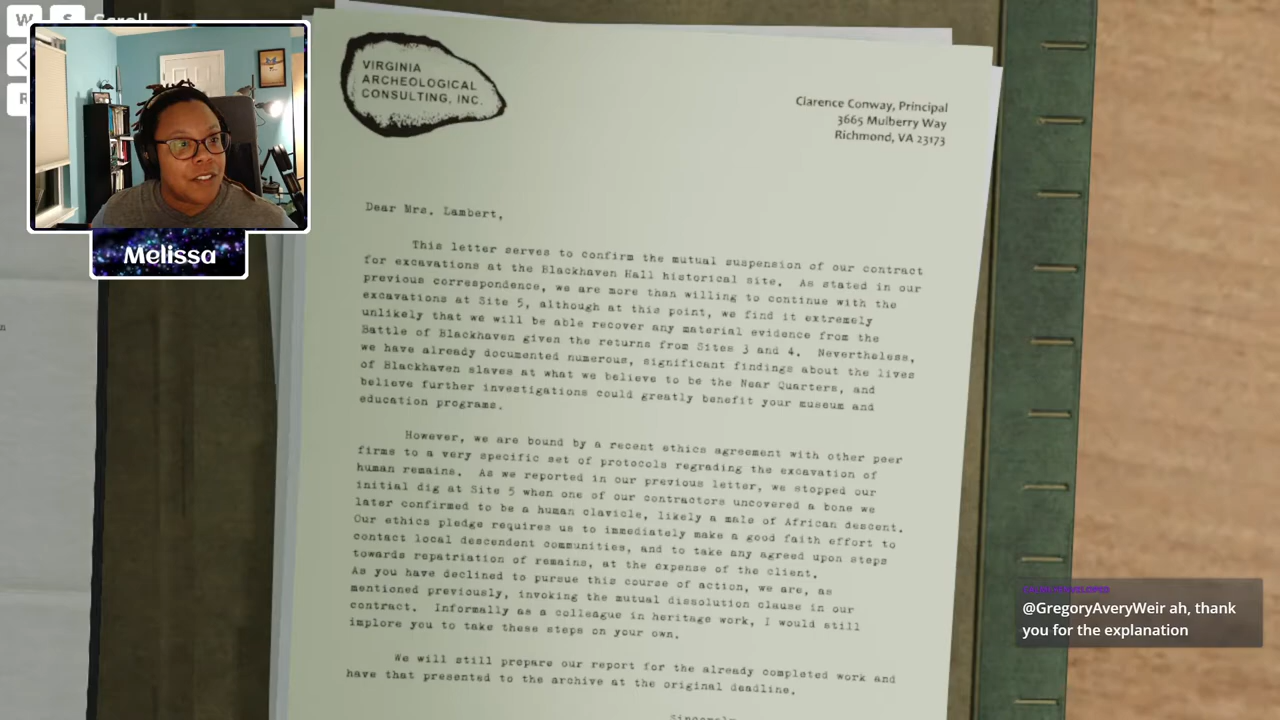 W S Scroll
R
Melissa
VIRGINIA
ARCHEOLOGICAL
CONSULTING, INC.
Clarence Conway, Principal
3665 Mulberry Way
Richmond, VA 23173
Dear Mrs. Lambert,
This letter serves to confirm the mutual suspension of our contract
for excavations at the Blackhaven Hall historical site. As stated in our
previous correspondence, we are more than willing to continue with the
excavations at Site 5, although at this point, we find it extremely
unlikely that we will be able recover any material evidence from the
Battle of Blackhaven given the returns from Sites 3 and 4. Nevertheless,
we have already documented numerous, significant findings about the lives
of Blackhaven slaves at what we believe to be the Near Quarters, and
believe further investigations could greatly benefit your museum and
education programs.
However, we are bound by a recent ethics agreement with other peer
firms to a very specific set of protocols regrading the excavation of
human remains. As we reported in our previous letter, we stopped our
initial dig at Site 5 when one of our contractors uncovered a bone we
later confirmed to be a human clavicle, likely a male of African descent.
Our ethics pledge requires us to immediately make a good faith effort to
contact local descendent communities, and to take any agreed upon steps
towards repatriation of remains, at the expense of the client.
As you have declined to pursue this course of action, we are, as
mentioned previously, invoking the mutual dissolution clause in our
contract. Informally as a colleague in heritage work, I would still
implore you to take these steps on your own.
We will still prepare our report for the already completed work and
have that presented to the archive at the original deadline.
Sincerely
@GregoryAveryWeir ah, thank
you for the explanation